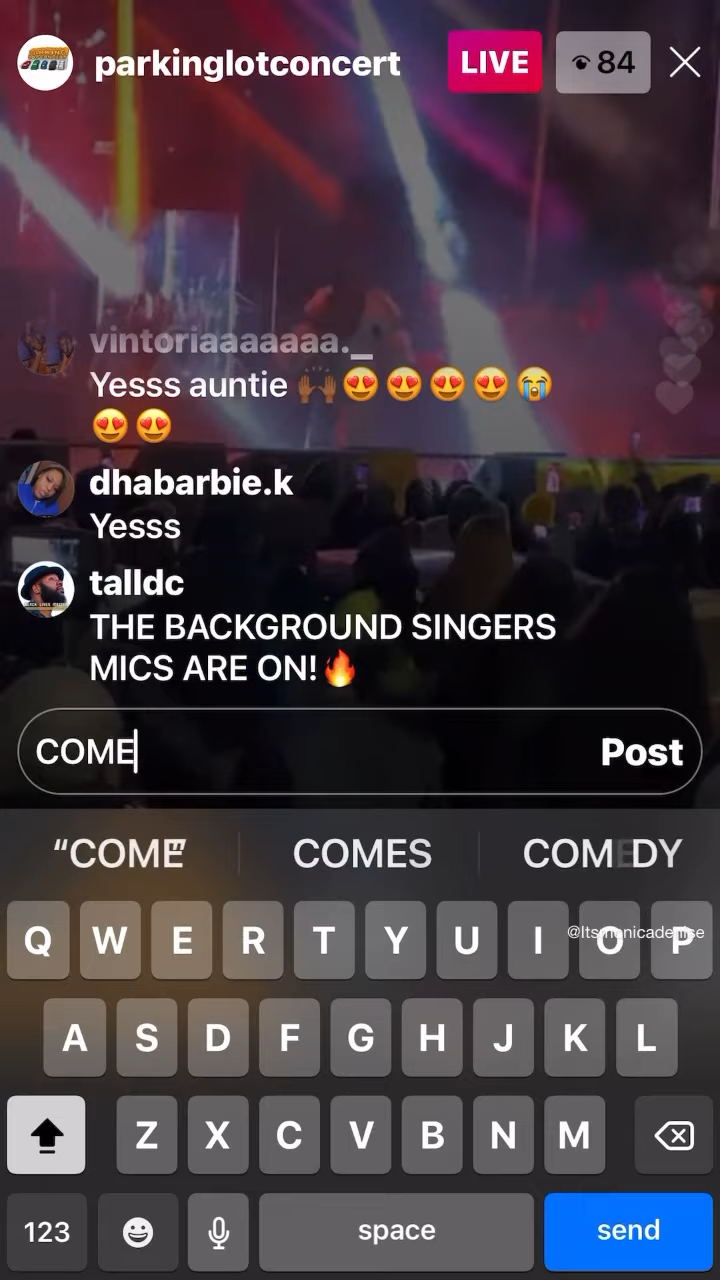 parkinglotconcert
LIVE
84
vintoriaaaaaaa._
Yesss auntie 🙌🏾😍😍😍😍😭
😍😍
dhabarbie.k
Yesss
talldc
THE BACKGROUND SINGERS
MICS ARE ON!🔥
COME
Post
“COME” COMES COMEDY
@Itsmonicadenise
Q W E R T Y U I O P
A S D F G H J K L
Z X C V B N M
123 space send